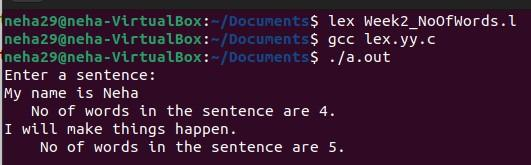 neha29@neha-VirtualBox:~/Documents$ lex Week2_NoOfWords.l
neha29@neha-VirtualBox:~/Documents$ gcc lex.yy.c
neha29@neha-VirtualBox:~/Documents$ ./a.out
Enter a sentence:
My name is Neha
   No of words in the sentence are 4.
I will make things happen.
    No of words in the sentence are 5.